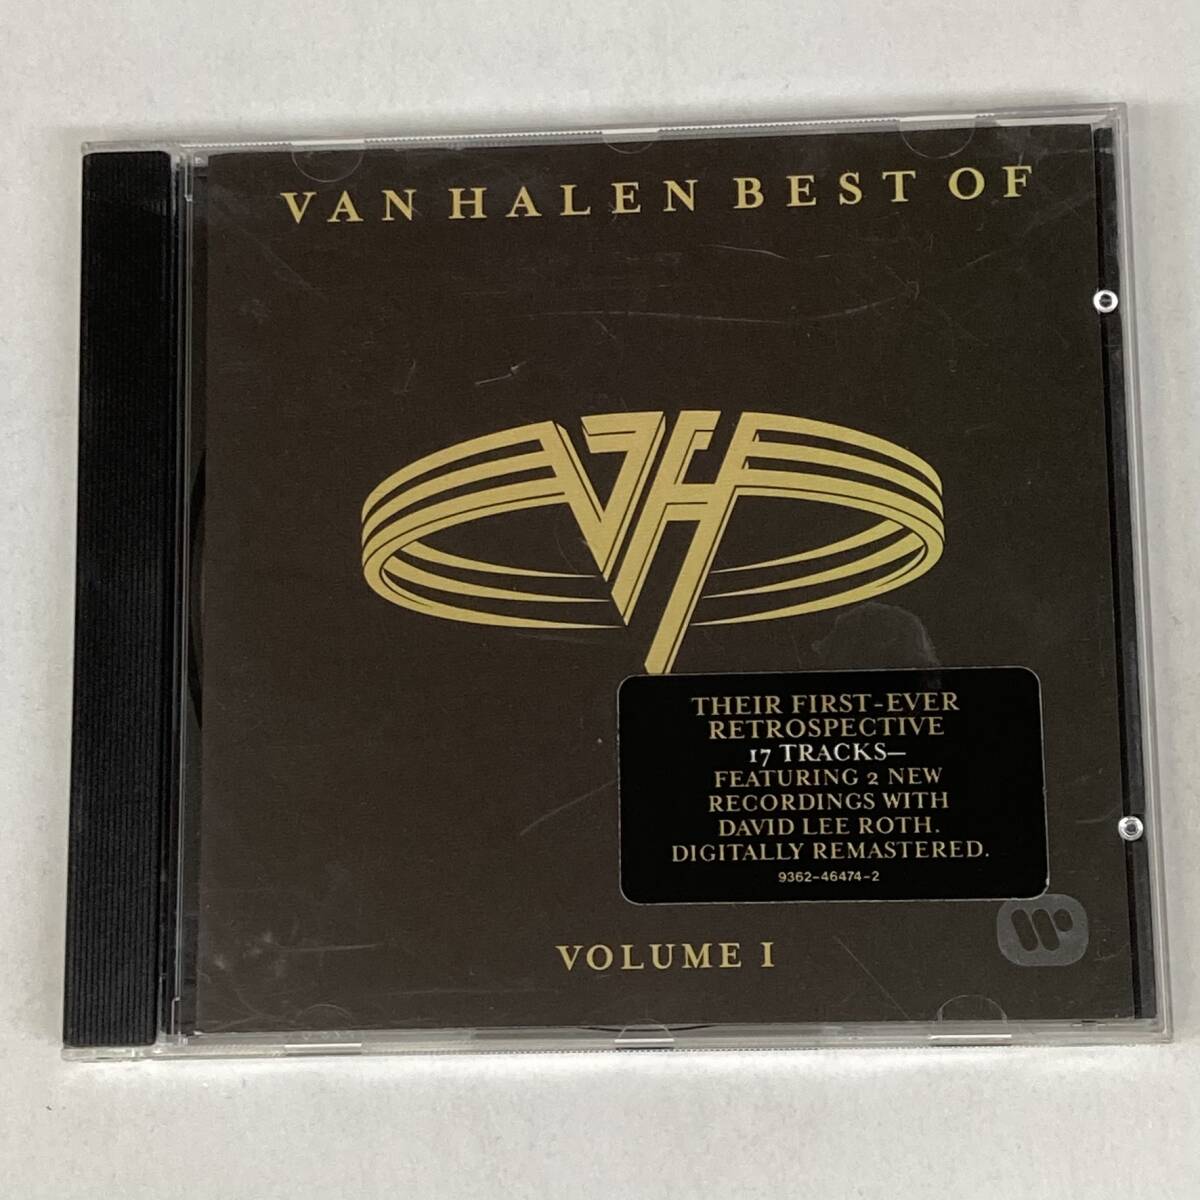 VAN HALEN BEST OF
VH
THEIR FIRST-EVER
RETROSPECTIVE
17 TRACKS—
FEATURING 2 NEW
RECORDINGS WITH
DAVID LEE ROTH.
DIGITALLY REMASTERED.
9362-46474-2
VOLUME I